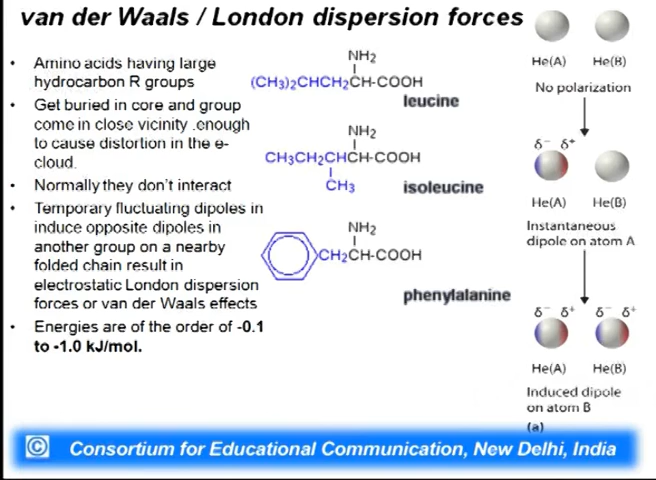 van der Waals / London dispersion forces
• Amino acids having large
hydrocarbon R groups
• Get buried in core and group
come in close vicinity .enough
to cause distortion in the e-
cloud.
• Normally they don't interact
• Temporary fluctuating dipoles in
induce opposite dipoles in
another group on a nearby
folded chain result in
electrostatic London dispersion
forces or van der Waals effects
• Energies are of the order of -0.1
to -1.0 kJ/mol.
NH2
(CH3)2CHCH2CH-COOH
leucine
NH2
CH3CH2CHCH-COOH
CH3
isoleucine
NH2
CH2CH-COOH
phenylalanine
He(A) He(B)
No polarization
δ− δ+
He(A) He(B)
Instantaneous
dipole on atom A
δ− δ+ δ− δ+
He(A) He(B)
Induced dipole
on atom B
(a)
© Consortium for Educational Communication, New Delhi, India